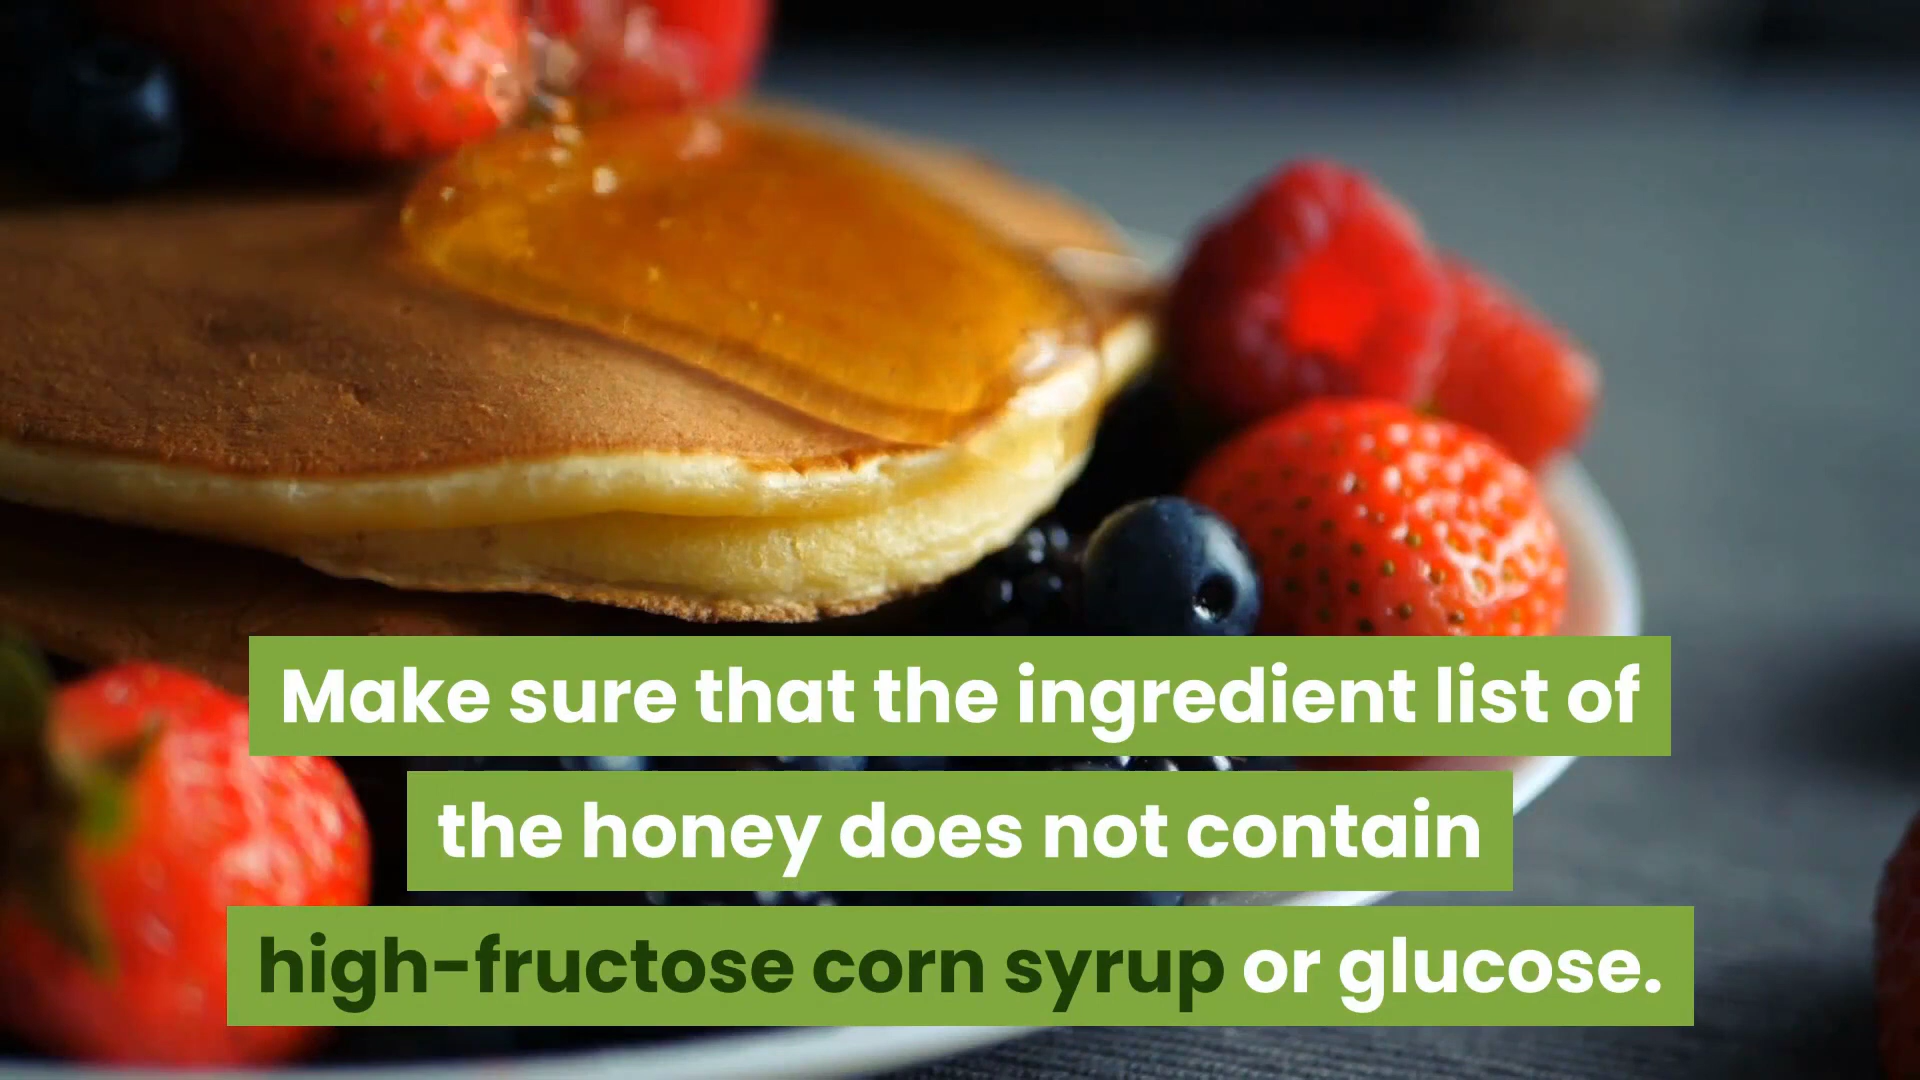 Make sure that the ingredient list of
the honey does not contain
high-fructose corn syrup or glucose.